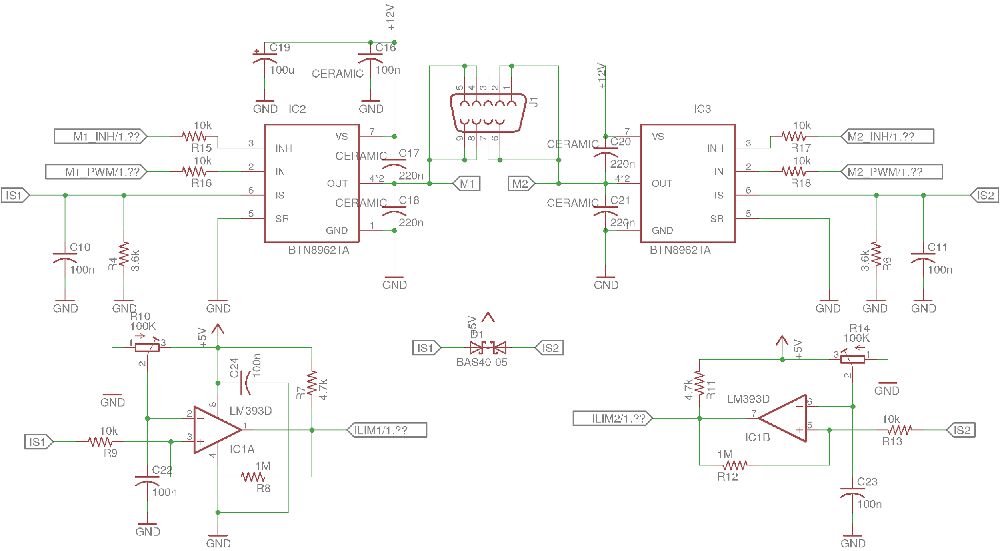 +12V
C19
100u
CERAMIC
C16
100n
GND
GND
IC2
M1_INH/1.??
10k
R15
M1_PWM/1.??
10k
R16
IS1
3
2
6
5
INH
IN
IS
SR
VS
OUT
GND
7
4*2
1
BTN8962TA
CERAMIC
C17
220n
CERAMIC
C18
220n
GND
C10
100n
GND
R4
3.6k
GND
GND
5
4
3
2
1
9
8
7
6
J1
M1
M2
+12V
CERAMIC
C20
220n
CERAMIC
C21
220n
GND
IC3
7
4*2
1
VS
OUT
GND
INH
IN
IS
SR
3
2
6
5
BTN8962TA
10k
R17
M2_INH/1.??
10k
R18
M2_PWM/1.??
IS2
GND
3.6k
R6
GND
C11
100n
GND
R10
100K
1
3
2
GND
+5V
C24
100n
R7
4.7k
8
LM393D
2
3
1
4
IC1A
ILIM1/1.??
IS1
10k
R9
C22
100n
GND
1M
R8
GND
+5V
D1
IS1
IS2
BAS40-05
R14
100K
3
1
2
GND
+5V
4.7k
R11
LM393D
6
5
7
IC1B
ILIM2/1.??
10k
R13
IS2
1M
R12
C23
100n
GND